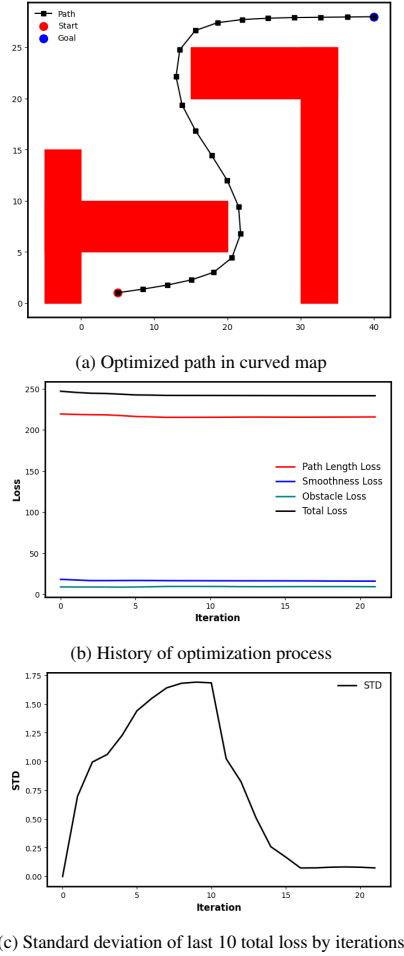 Path
Start
Goal
25
20
15
10
5
0
0
10
20
30
40
(a) Optimized path in curved map
250
200
150
100
50
0
Loss
Path Length Loss
Smoothness Loss
Obstacle Loss
Total Loss
0
5
10
15
20
Iteration
(b) History of optimization process
1.75
1.50
1.25
1.00
0.75
0.50
0.25
0.00
STD
STD
0
5
10
15
20
Iteration
(c) Standard deviation of last 10 total loss by iterations